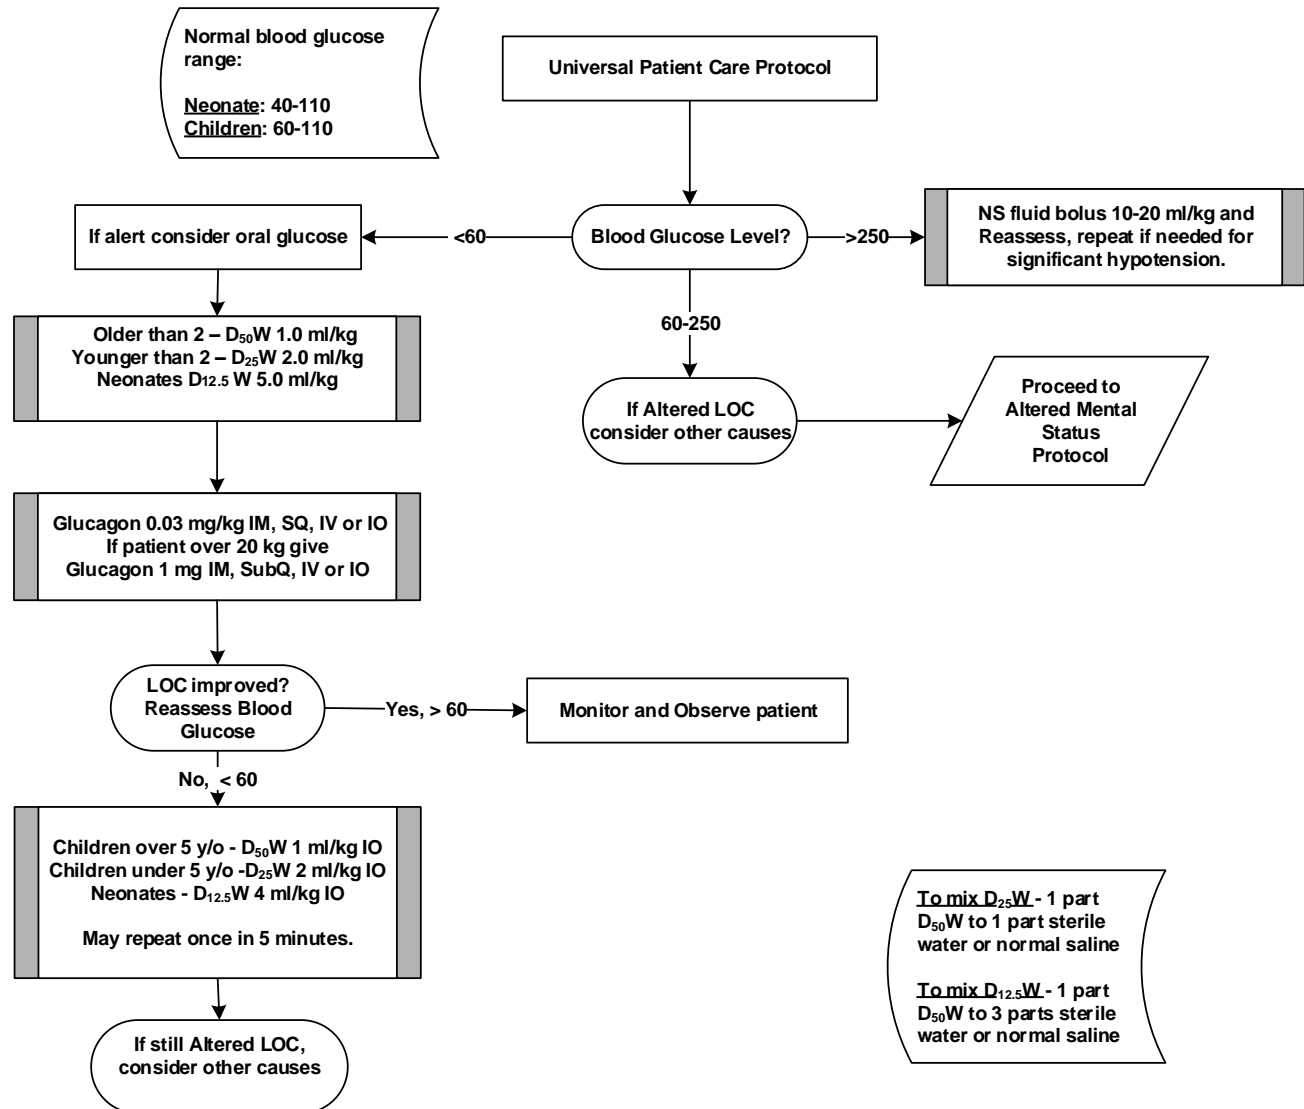 Normal blood glucose
range:
Neonate: 40-110
Children: 60-110
Universal Patient Care Protocol
If alert consider oral glucose
<60
Blood Glucose Level?
>250
NS fluid bolus 10-20 ml/kg and
Reassess, repeat if needed for
significant hypotension.
60-250
Older than 2 – D₅₀W 1.0 ml/kg
Younger than 2 – D₂₅W 2.0 ml/kg
Neonates D₁₂.₅ W 5.0 ml/kg
If Altered LOC
consider other causes
Proceed to
Altered Mental
Status
Protocol
Glucagon 0.03 mg/kg IM, SQ, IV or IO
If patient over 20 kg give
Glucagon 1 mg IM, SubQ, IV or IO
LOC improved?
Reassess Blood
Glucose
Yes, > 60
Monitor and Observe patient
No, < 60
Children over 5 y/o - D₅₀W 1 ml/kg IO
Children under 5 y/o -D₂₅W 2 ml/kg IO
Neonates - D₁₂.₅W 4 ml/kg IO
May repeat once in 5 minutes.
If still Altered LOC,
consider other causes
To mix D₂₅W - 1 part
D₅₀W to 1 part sterile
water or normal saline
To mix D₁₂.₅W - 1 part
D₅₀W to 3 parts sterile
water or normal saline